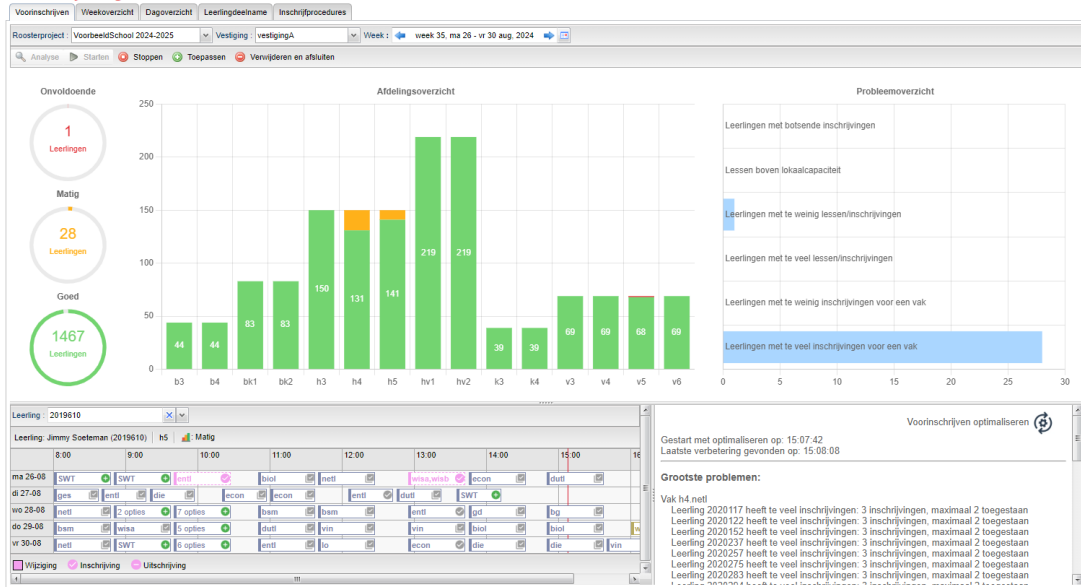 Voorinschrijven Weekoverzicht Dagoverzicht Leerlingdeelname Inschrijfprocedures
Roosterproject : VoorbeeldSchool 2024-2025 Vestiging : vestigingA Week : week 35, ma 26 - vr 30 aug, 2024
Analyse Starten Stoppen Toepassen Verwijderen en afsluiten
Onvoldoende
1
Leerlingen
Matig
28
Leerlingen
Goed
1467
Leerlingen
Afdelingsoverzicht
250
200
150
100
50
0
44 44 83 83 150 131 141 219 219 39 39 69 69 68 69
b3 b4 bk1 bk2 h3 h4 h5 hv1 hv2 k3 k4 v3 v4 v5 v6
Probleemoverzicht
Leerlingen met botsende inschrijvingen
Lessen boven lokaalcapaciteit
Leerlingen met te weinig lessen/inschrijvingen
Leerlingen met te veel lessen/inschrijvingen
Leerlingen met te weinig inschrijvingen voor een vak
Leerlingen met te veel inschrijvingen voor een vak
0 5 10 15 20 25 30
Leerling : 2019610
Leerling: Jimmy Soeteman (2019610) h5 : Matig
8:00 9:00 10:00 11:00 12:00 13:00 14:00 15:00 16
ma 26-08 SWT SWT entl biol netl wisa,wisb econ dutl
di 27-08 ges entl die econ econ entl dutl SWT
wo 28-08 netl 2 opties 7 opties bsm bsm entl gd bg
do 29-08 bsm wisa 5 opties dutl vin vin biol biol w
vr 30-08 netl SWT 6 opties entl lo econ die die vin
Wijziging Inschrijving Uitschrijving
Voorinschrijven optimaliseren
Gestart met optimaliseren op: 15:07:42
Laatste verbetering gevonden op: 15:08:08
Grootste problemen:
Vak h4.netl
Leerling 2020117 heeft te veel inschrijvingen: 3 inschrijvingen, maximaal 2 toegestaan
Leerling 2020122 heeft te veel inschrijvingen: 3 inschrijvingen, maximaal 2 toegestaan
Leerling 2020152 heeft te veel inschrijvingen: 3 inschrijvingen, maximaal 2 toegestaan
Leerling 2020237 heeft te veel inschrijvingen: 3 inschrijvingen, maximaal 2 toegestaan
Leerling 2020257 heeft te veel inschrijvingen: 3 inschrijvingen, maximaal 2 toegestaan
Leerling 2020275 heeft te veel inschrijvingen: 3 inschrijvingen, maximaal 2 toegestaan
Leerling 2020283 heeft te veel inschrijvingen: 3 inschrijvingen, maximaal 2 toegestaan